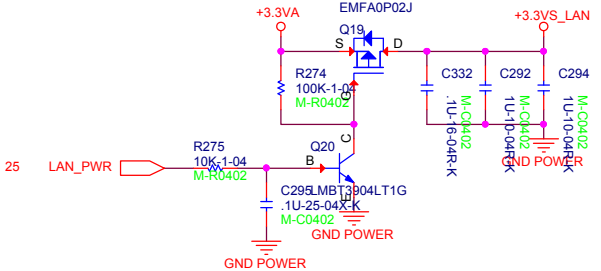 EMFA0P02J
+3.3VA
+3.3VS_LAN
Q19
S
D
G
R274
100K-1-04
M-R0402
C332
.1U-16-04R-K
M-C0402
C292
1U-10-04R-K
M-C0402
C294
1U-10-04R-K
M-C0402
GND POWER
R275
10K-1-04
M-R0402
Q20
C
B
E
25
LAN_PWR
C295
LMBT3904LT1G
.1U-25-04X-K
M-C0402
GND POWER
GND POWER